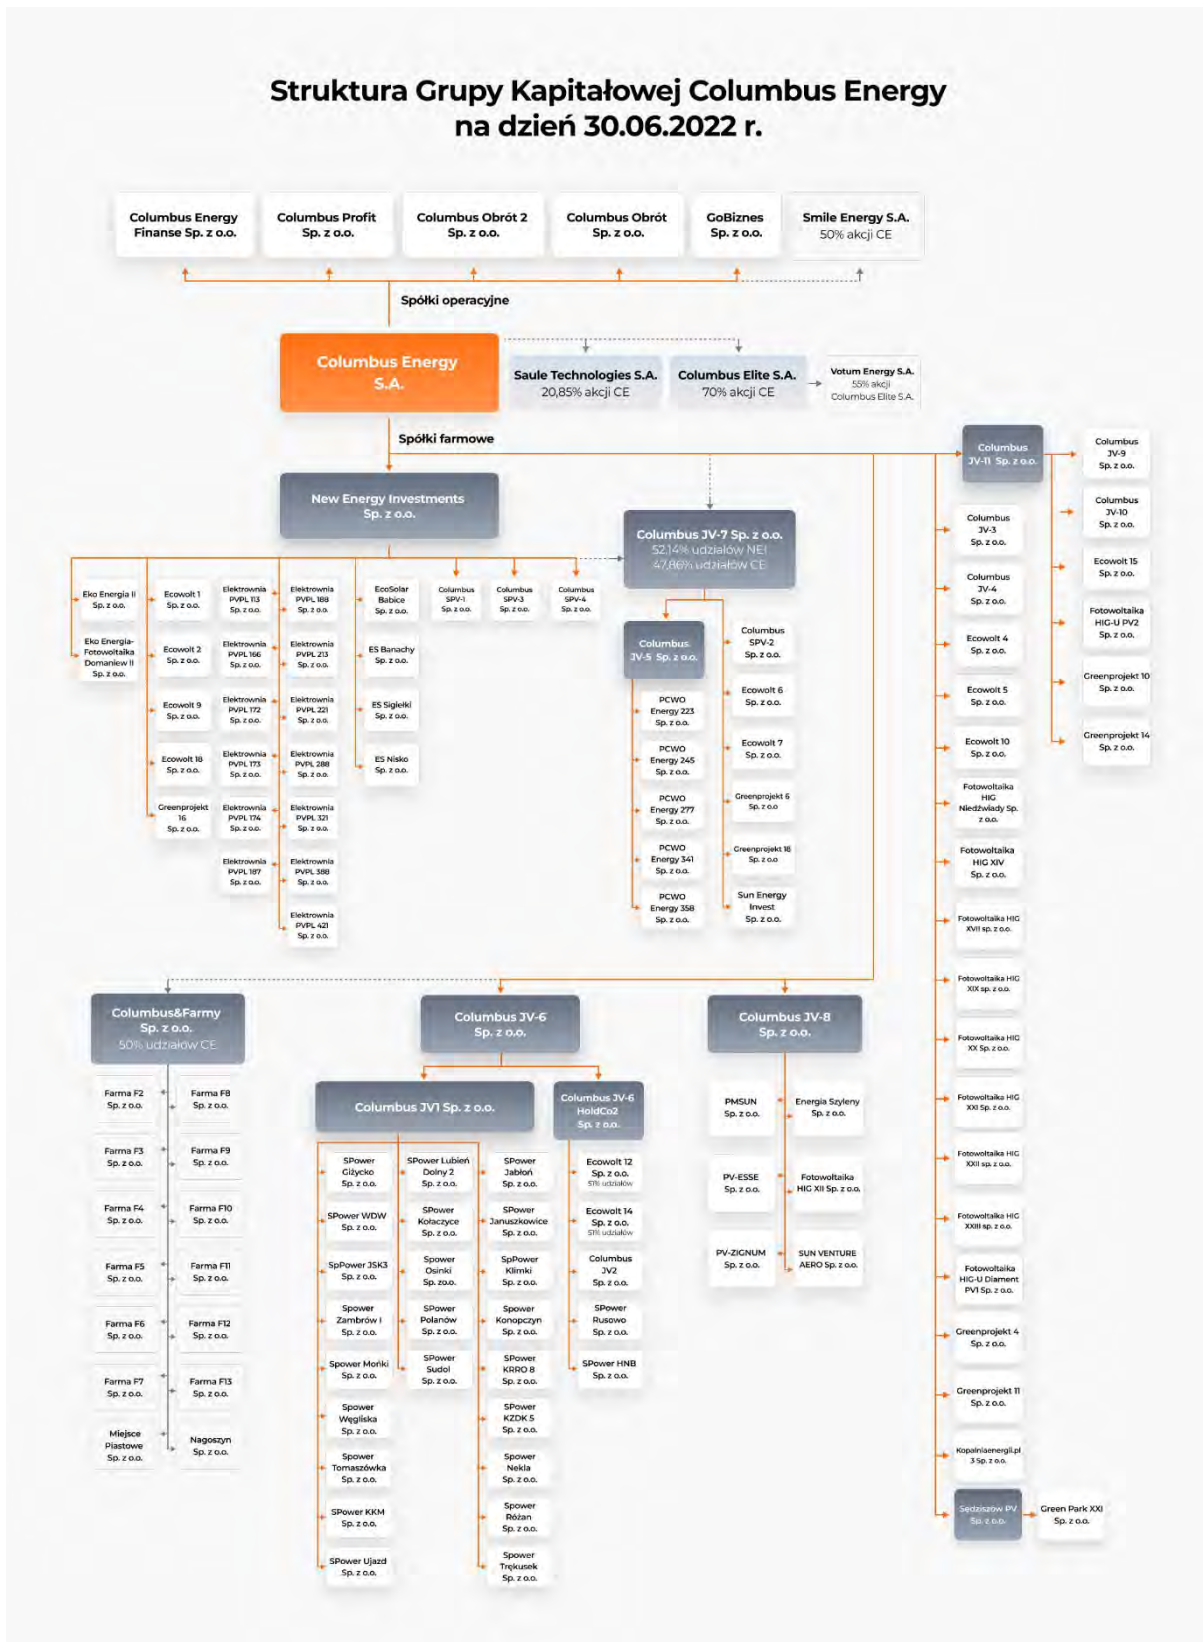 Struktura Grupy Kapitałowej Columbus Energy
na dzień 30.06.2022 r.
Columbus Energy
Finanse Sp. z o.o.
Columbus Profit
Sp. z o.o.
Columbus Obrót 2
Sp. z o.o.
Columbus Obrót
Sp. z o.o.
GoBiznes
Sp. z o.o.
Smile Energy S.A.
50% akcji CE
Spółki operacyjne
Columbus Energy
S.A.
Saule Technologies S.A.
20,85% akcji CE
Columbus Elite S.A.
70% akcji CE
Votum Energy S.A.
55% akcji
Columbus Elite S.A.
Spółki farmowe
New Energy Investments
Sp. z o.o.
Eko Energia II
Sp. z o.o.
Eko Energia-
Fotowoltaika
Domaniew II
Sp. z o.o.
Ecowolt 1
Sp. z o.o.
Ecowolt 2
Sp. z o.o.
Ecowolt 9
Sp. z o.o.
Ecowolt 18
Sp. z o.o.
Greenprojekt
16
Sp. z o.o.
Elektrownia
PVPL 113
Sp. z o.o.
Elektrownia
PVPL 166
Sp. z o.o.
Elektrownia
PVPL 172
Sp. z o.o.
Elektrownia
PVPL 173
Sp. z o.o.
Elektrownia
PVPL 174
Sp. z o.o.
Elektrownia
PVPL 187
Sp. z o.o.
Elektrownia
PVPL 188
Sp. z o.o.
Elektrownia
PVPL 213
Sp. z o.o.
Elektrownia
PVPL 221
Sp. z o.o.
Elektrownia
PVPL 288
Sp. z o.o.
Elektrownia
PVPL 321
Sp. z o.o.
Elektrownia
PVPL 388
Sp. z o.o.
Elektrownia
PVPL 421
Sp. z o.o.
EcoSolar
Babice
Sp. z o.o.
ES Banachy
Sp. z o.o.
ES Sigiełki
Sp. z o.o.
ES Nisko
Sp. z o.o.
Columbus
SPV-1
Sp. z o.o.
Columbus
SPV-3
Sp. z o.o.
Columbus
SPV-4
Sp. z o.o.
Columbus JV-7 Sp. z o.o.
52,14% udziałów NEI
47,86% udziałów CE
Columbus
JV-5 Sp. z o.o.
PCWO
Energy 223
Sp. z o.o.
PCWO
Energy 245
Sp. z o.o.
PCWO
Energy 277
Sp. z o.o.
PCWO
Energy 341
Sp. z o.o.
PCWO
Energy 358
Sp. z o.o.
Columbus
SPV-2
Sp. z o.o.
Ecowolt 6
Sp. z o.o.
Ecowolt 7
Sp. z o.o.
Greenprojekt 6
Sp. z o.o
Greenprojekt 18
Sp. z o.o
Sun Energy
Invest
Sp. z o.o.
Columbus
JV-11 Sp. z o.o.
Columbus
JV-9
Sp. z o.o.
Columbus
JV-10
Sp. z o.o.
Ecowolt 15
Sp. z o.o.
Fotowoltaika
HIG-U PV2
Sp. z o.o.
Greenprojekt 10
Sp. z o.o.
Greenprojekt 14
Sp. z o.o.
Columbus
JV-3
Sp. z o.o.
Columbus
JV-4
Sp. z o.o.
Ecowolt 4
Sp. z o.o.
Ecowolt 5
Sp. z o.o.
Ecowolt 10
Sp. z o.o.
Fotowoltaika
HIG
Niedźwiady Sp.
z o.o.
Fotowoltaika
HIG XIV
Sp. z o.o.
Fotowoltaika HIG
XVII sp. z o.o.
Fotowoltaika HIG
XIX sp. z o.o.
Fotowoltaika HIG
XX Sp. z o.o.
Fotowoltaika HIG
XXI Sp. z o.o.
Fotowoltaika HIG
XXII sp. z o.o.
Fotowoltaika HIG
XXIII sp. z o.o.
Fotowoltaika
HIG-U Diament
PV1 Sp. z o.o.
Greenprojekt 4
Sp. z o.o.
Greenprojekt 11
Sp. z o.o.
Kopalniaenergii.pl
3 Sp. z o.o.
Sędziszów PV
Sp. z o.o.
Green Park XXI
Sp. z o.o.
Columbus&Farmy
Sp. z o.o.
50% udziałów CE
Farma F2
Sp. z o.o.
Farma F3
Sp. z o.o.
Farma F4
Sp. z o.o.
Farma F5
Sp. z o.o.
Farma F6
Sp. z o.o.
Farma F7
Sp. z o.o.
Miejsce
Piastowe
Sp. z o.o.
Farma F8
Sp. z o.o.
Farma F9
Sp. z o.o.
Farma F10
Sp. z o.o.
Farma F11
Sp. z o.o.
Farma F12
Sp. z o.o.
Farma F13
Sp. z o.o.
Nagoszyn
Sp. z o.o.
Columbus JV-6
Sp. z o.o.
Columbus JV1 Sp. z o.o.
SPower
Giżycko
Sp. z o.o.
SPower WDW
Sp. z o.o.
SpPower JSK3
Sp. z o.o.
Spower
Zambrów I
Sp. z o.o.
Spower Mońki
Sp. z o.o.
Spower
Węgliska
Sp. z o.o.
Spower
Tomaszówka
Sp. z o.o.
SPower KKM
Sp. z o.o.
SPower Ujazd
Sp. z o.o.
SPower Lubień
Dolny 2
Sp. z o.o.
SPower
Kołaczyce
Sp. z o.o.
Spower
Osinki
Sp. zo.o.
SPower
Polanów
Sp. z o.o.
SPower
Sudol
Sp. z o.o.
SPower
Jabłoń
Sp. z o.o.
SPower
Januszkowice
Sp. z o.o.
SpPower
Klimki
Sp. z o.o.
SPower
Konopczyn
Sp. z o.o.
SPower
KRRO 8
Sp. z o.o.
SPower
KZDK 5
Sp. z o.o.
Spower
Nekla
Sp. z o.o.
Spower
Różan
Sp. z o.o.
Spower
Trękusek
Sp. z o.o.
Columbus JV-6
HoldCo2
Sp. z o.o.
Ecowolt 12
Sp. z o.o.
51% udziałów
Ecowolt 14
Sp. z o.o.
51% udziałów
Columbus
JV2
Sp. z o.o.
SPower
Rusowo
Sp. z o.o.
SPower HNB
Sp. z o.o.
Columbus JV-8
Sp. z o.o.
PMSUN
Sp. z o.o.
PV-ESSE
Sp. z o.o.
PV-ZIGNUM
Sp. z o.o.
Energia Szyleny
Sp. z o.o.
Fotowoltaika
HIG XII Sp. z o.o.
SUN VENTURE
AERO Sp. z o.o.